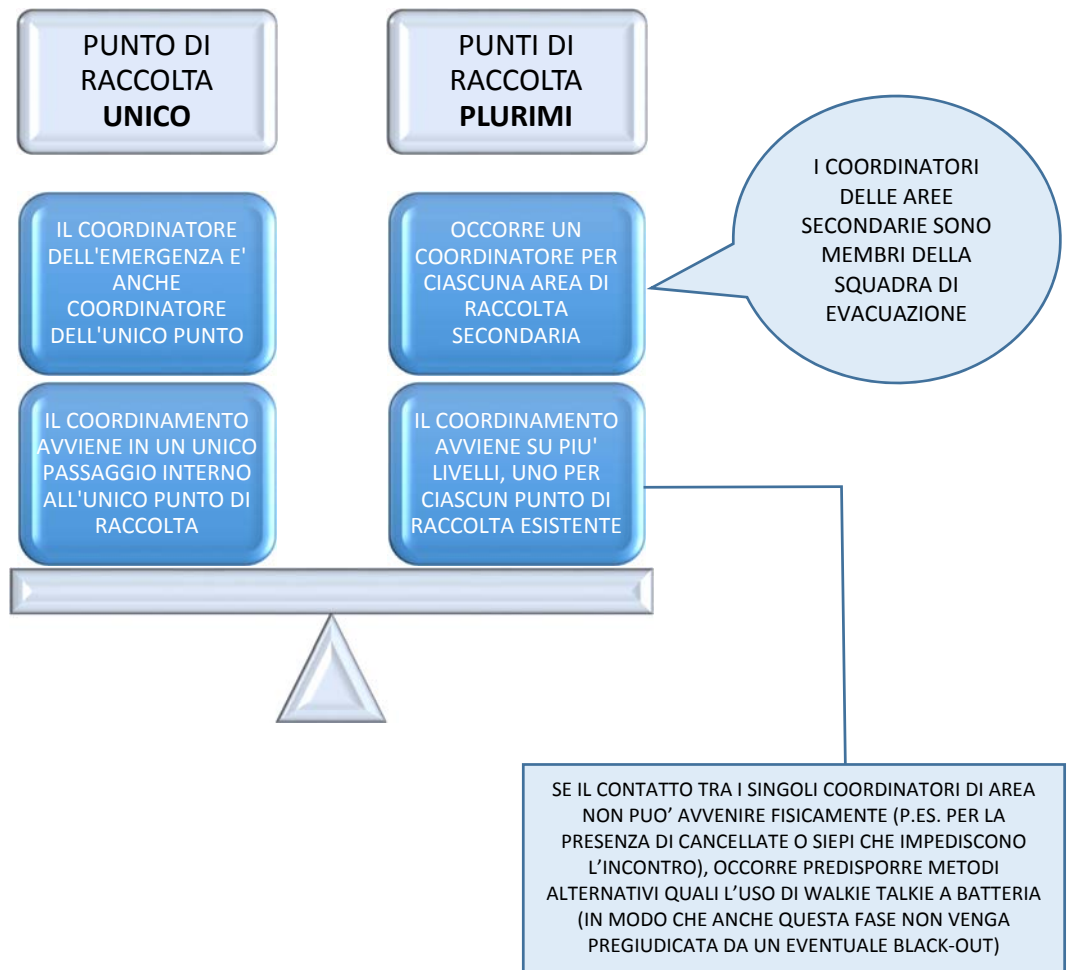 PUNTO DI
RACCOLTA
UNICO
PUNTI DI
RACCOLTA
PLURIMI
IL COORDINATORE
DELL'EMERGENZA E'
ANCHE
COORDINATORE
DELL'UNICO PUNTO
OCCORRE UN
COORDINATORE PER
CIASCUNA AREA DI
RACCOLTA
SECONDARIA
I COORDINATORI
DELLE AREE
SECONDARIE SONO
MEMBRI DELLA
SQUADRA DI
EVACUAZIONE
IL COORDINAMENTO
AVVIENE IN UN UNICO
PASSAGGIO INTERNO
ALL'UNICO PUNTO DI
RACCOLTA
IL COORDINAMENTO
AVVIENE SU PIU'
LIVELLI, UNO PER
CIASCUN PUNTO DI
RACCOLTA ESISTENTE
SE IL CONTATTO TRA I SINGOLI COORDINATORI DI AREA
NON PUO’ AVVENIRE FISICAMENTE (P.ES. PER LA
PRESENZA DI CANCELLATE O SIEPI CHE IMPEDISCONO
L’INCONTRO), OCCORRE PREDISPORRE METODI
ALTERNATIVI QUALI L’USO DI WALKIE TALKIE A BATTERIA
(IN MODO CHE ANCHE QUESTA FASE NON VENGA
PREGIUDICATA DA UN EVENTUALE BLACK-OUT)